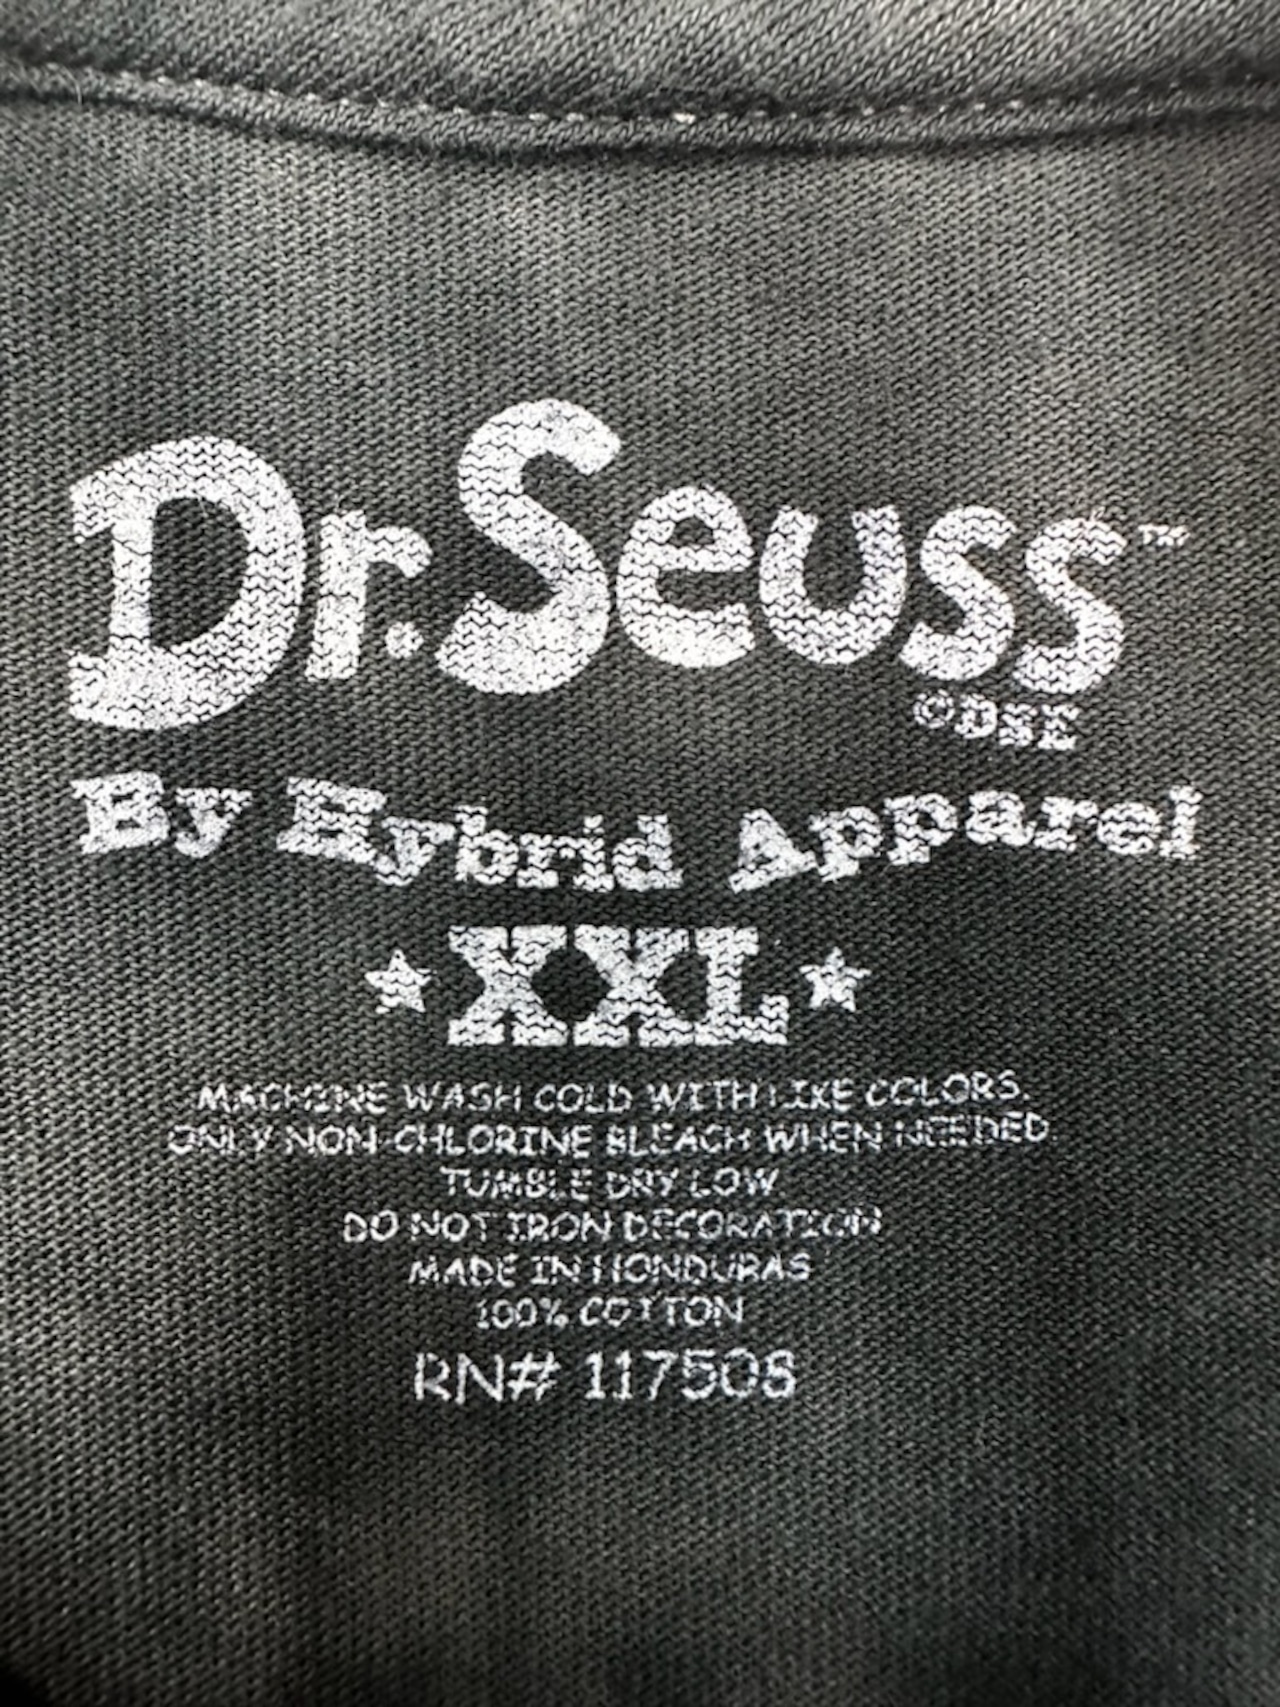 Dr. Seuss™
©DSE
By Hybrid Apparel
★XXL★
MACHINE WASH COLD WITH LIKE COLORS.
ONLY NON-CHLORINE BLEACH WHEN NEEDED.
TUMBLE DRY LOW.
DO NOT IRON DECORATION
MADE IN HONDURAS
100% COTTON
RN# 117508